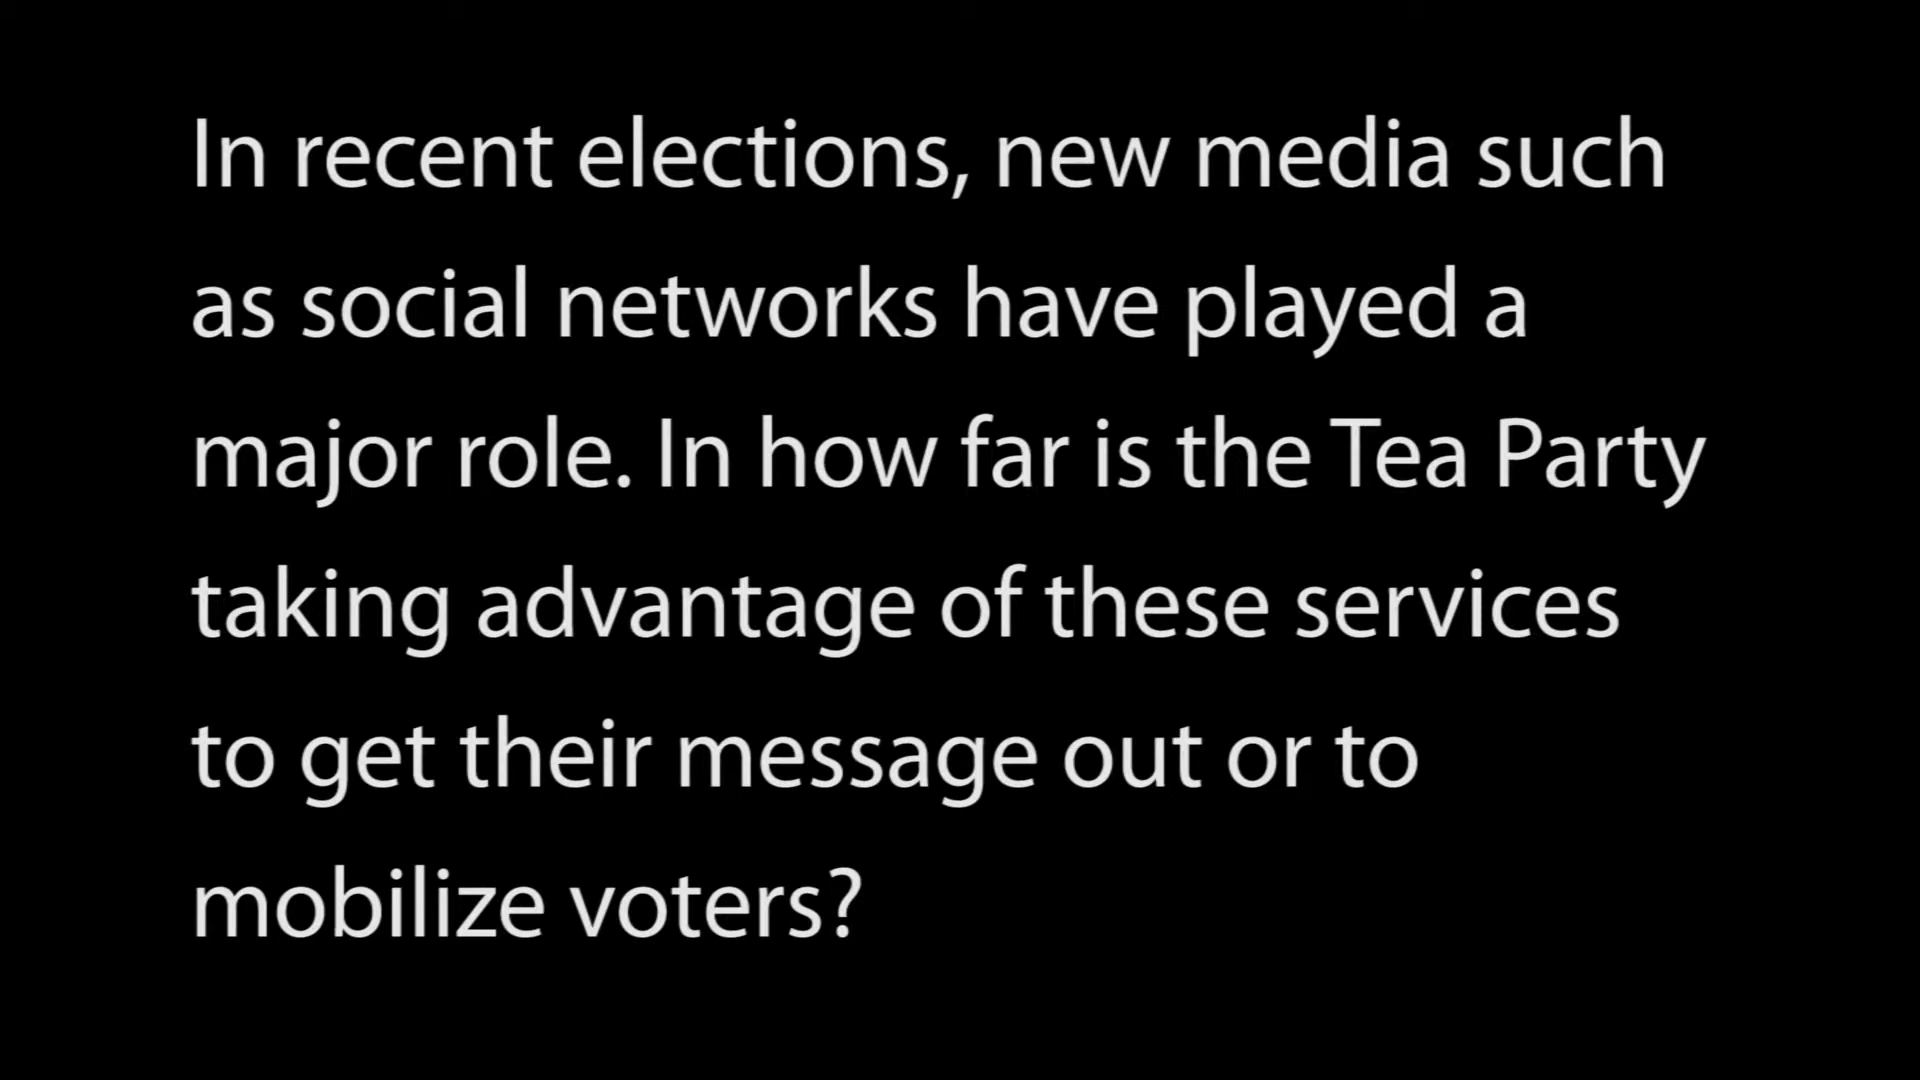 In recent elections, new media such
as social networks have played a
major role. In how far is the Tea Party
taking advantage of these services
to get their message out or to
mobilize voters?